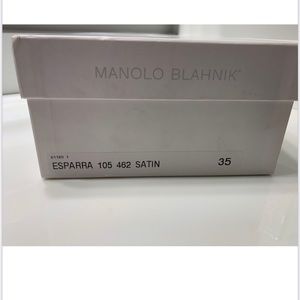 MANOLO BLAHNIK
ESPARRA 105 462 SATIN 35